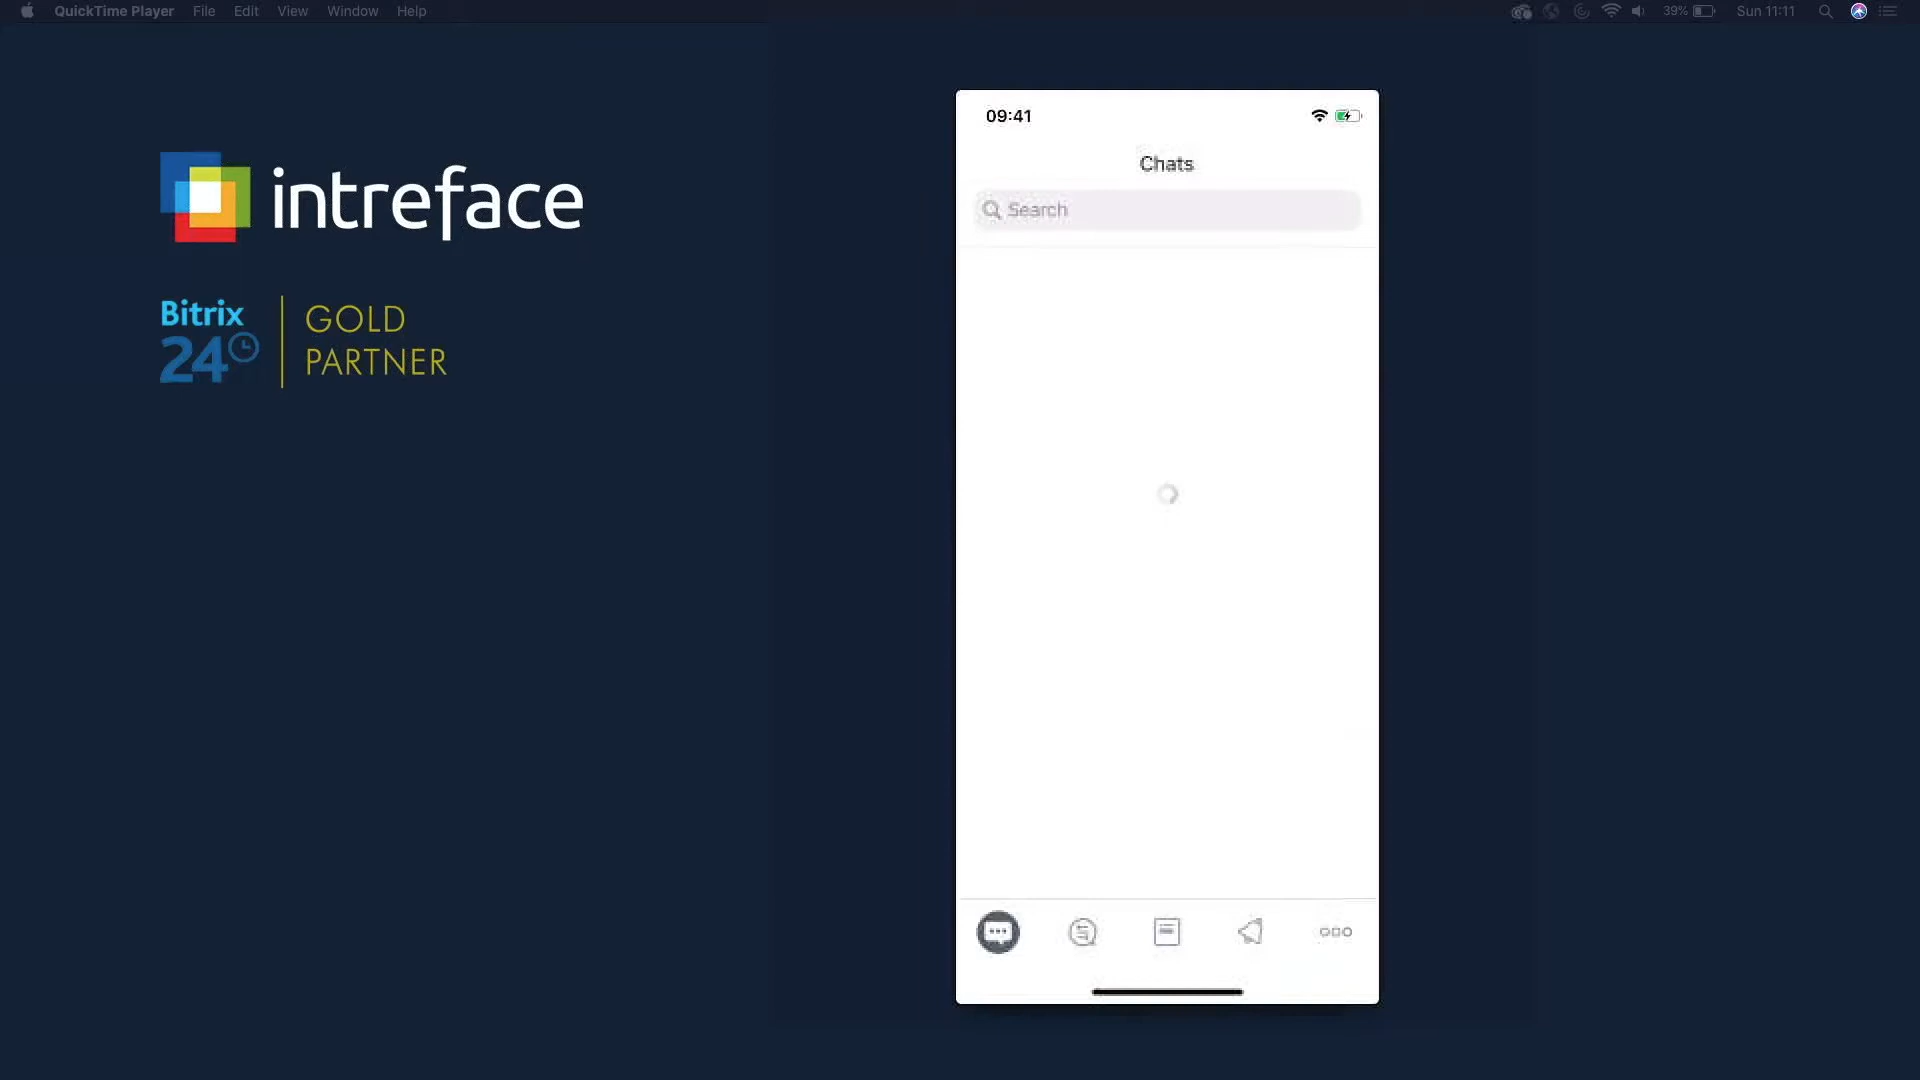 QuickTime Player File Edit View Window Help 39% Sun 11:11
intreface
Bitrix
24
GOLD
PARTNER
09:41
Chats
Search